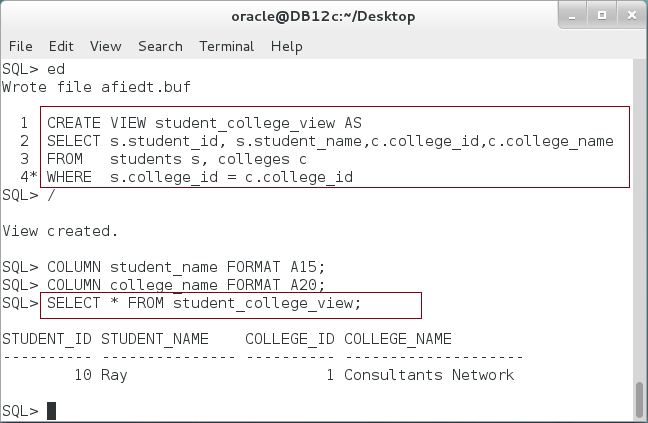 oracle@DB12c:~/Desktop
File Edit View Search Terminal Help
SQL> ed
Wrote file afiedt.buf
1 CREATE VIEW student_college_view AS
2 SELECT s.student_id, s.student_name,c.college_id,c.college_name
3 FROM   students s, colleges c
4* WHERE  s.college_id = c.college_id
SQL> /
View created.
SQL> COLUMN student_name FORMAT A15;
SQL> COLUMN college_name FORMAT A20;
SQL> SELECT * FROM student_college_view;
STUDENT_ID STUDENT_NAME    COLLEGE_ID COLLEGE_NAME
---------- --------------- ---------- --------------------
        10 Ray                      1 Consultants Network
SQL>